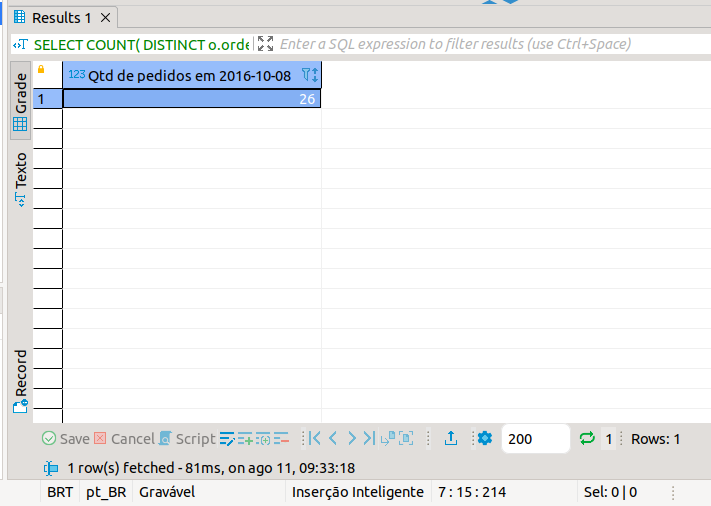 Results 1
SELECT COUNT( DISTINCT o.orde
Enter a SQL expression to filter results (use Ctrl+Space)
Grade
Texto
Record
123 Qtd de pedidos em 2016-10-08
1 26
Save Cancel Script 200 1 Rows: 1
1 row(s) fetched - 81ms, on ago 11, 09:33:18
BRT pt_BR Gravável Inserção Inteligente 7 : 15 : 214 Sel: 0 | 0